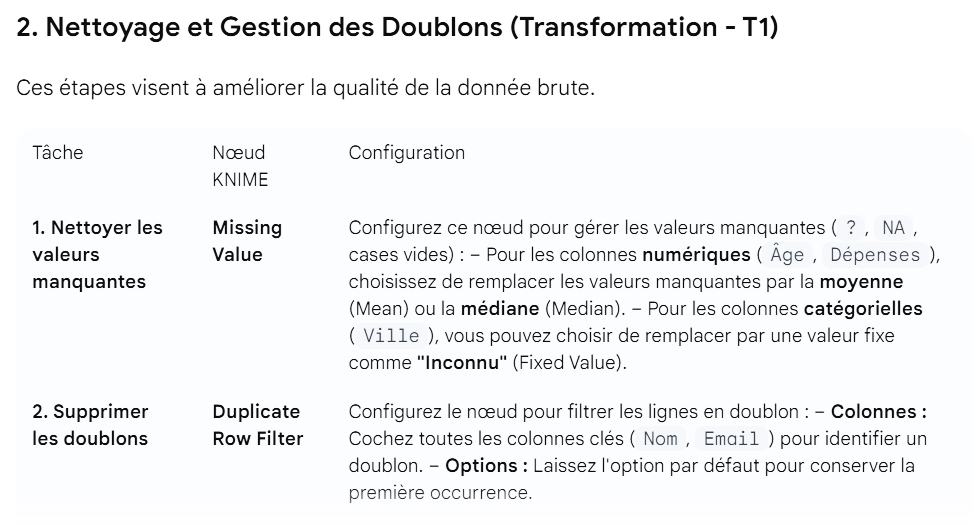 2. Nettoyage et Gestion des Doublons (Transformation - T1)
Ces étapes visent à améliorer la qualité de la donnée brute.
Tâche
Nœud
KNIME
Configuration
1. Nettoyer les
valeurs
manquantes
Missing
Value
Configurez ce nœud pour gérer les valeurs manquantes ( ? , NA ,
cases vides) : – Pour les colonnes numériques ( Âge , Dépenses ),
choisissez de remplacer les valeurs manquantes par la moyenne
(Mean) ou la médiane (Median). – Pour les colonnes catégorielles
( Ville ), vous pouvez choisir de remplacer par une valeur fixe
comme "Inconnu" (Fixed Value).
2. Supprimer
les doublons
Duplicate
Row Filter
Configurez le nœud pour filtrer les lignes en doublon : – Colonnes :
Cochez toutes les colonnes clés ( Nom , Email ) pour identifier un
doublon. – Options : Laissez l'option par défaut pour conserver la
première occurrence.